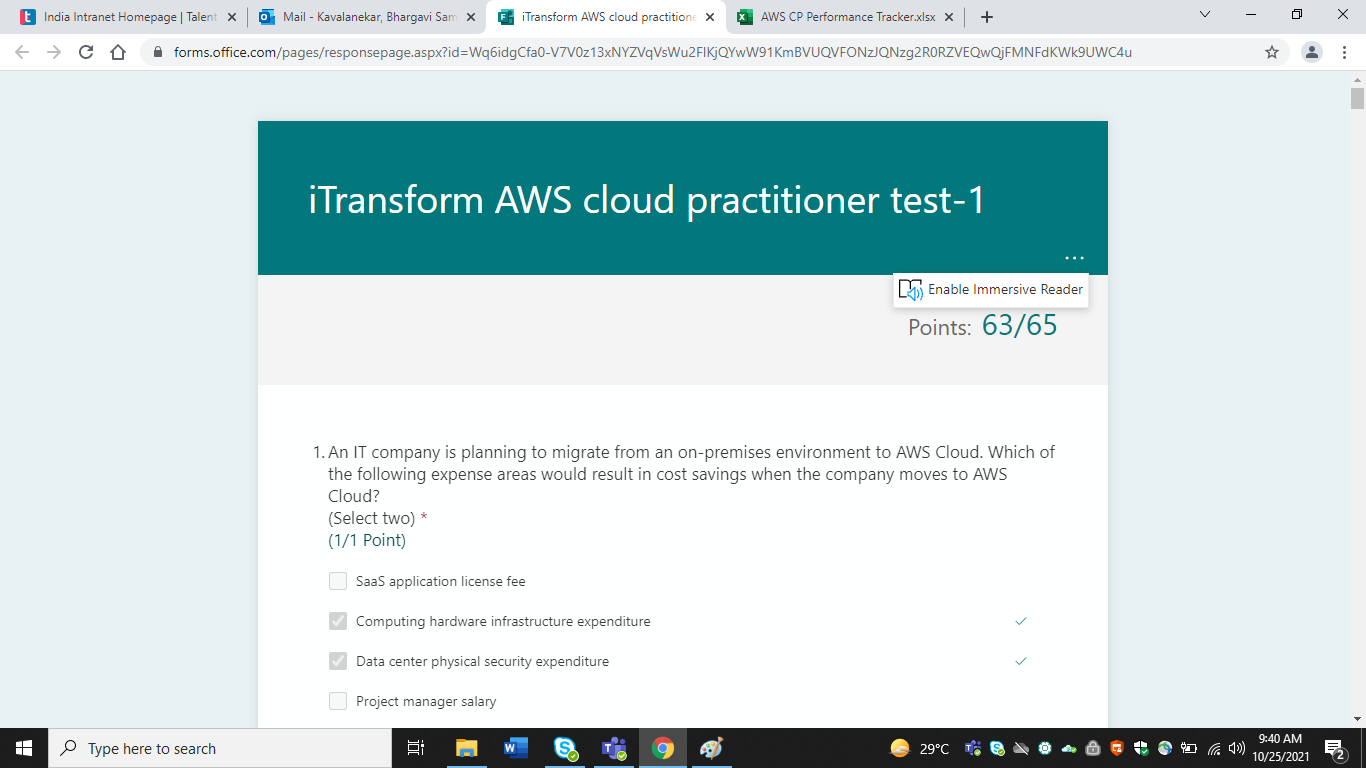 India Intranet Homepage | Talent
Mail - Kavalanekar, Bhargavi Sam
iTransform AWS cloud practitione
AWS CP Performance Tracker.xlsx
forms.office.com/pages/responsepage.aspx?id=Wq6idgCfa0-V7V0z13xNYZVqVsWu2FlKjQYwW91KmBVUQVFONzJQNzg2R0RZVEQwQjFMNFdKWk9UWC4u
iTransform AWS cloud practitioner test-1
...
Enable Immersive Reader
Points: 63/65
1. An IT company is planning to migrate from an on-premises environment to AWS Cloud. Which of
the following expense areas would result in cost savings when the company moves to AWS
Cloud?
(Select two) *
(1/1 Point)
SaaS application license fee
Computing hardware infrastructure expenditure
Data center physical security expenditure
Project manager salary
Type here to search
29°C
9:40 AM
10/25/2021
2